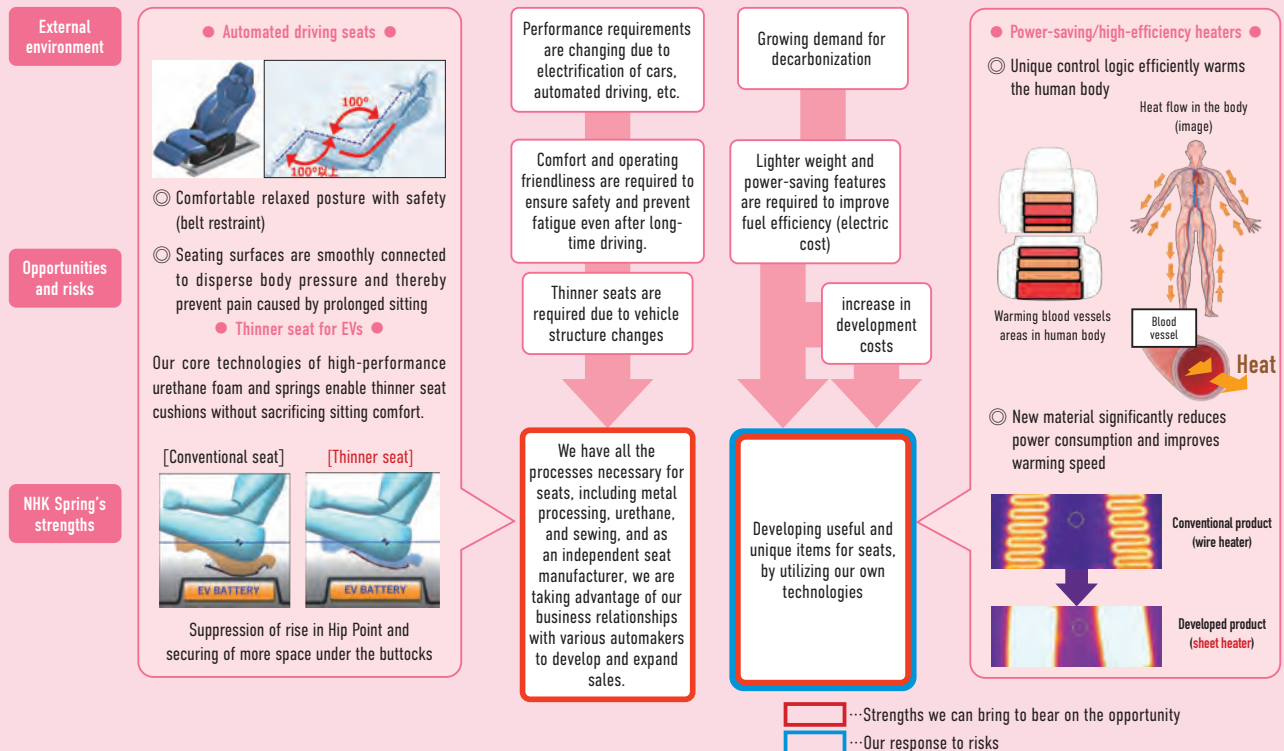 External
environment
Opportunities
and risks
NHK Spring's
strengths
● Automated driving seats ●
100°
100°以上
◎ Comfortable relaxed posture with safety
(belt restraint)
◎ Seating surfaces are smoothly connected
to disperse body pressure and thereby
prevent pain caused by prolonged sitting
● Thinner seat for EVs ●
Our core technologies of high-performance
urethane foam and springs enable thinner seat
cushions without sacrificing sitting comfort.
[Conventional seat]
[Thinner seat]
EV BATTERY
EV BATTERY
Suppression of rise in Hip Point and
securing of more space under the buttocks
Performance requirements
are changing due to
electrification of cars,
automated driving, etc.
Comfort and operating
friendliness are required to
ensure safety and prevent
fatigue even after long-
time driving.
Thinner seats are
required due to vehicle
structure changes
We have all the
processes necessary for
seats, including metal
processing, urethane,
and sewing, and as
an independent seat
manufacturer, we are
taking advantage of our
business relationships
with various automakers
to develop and expand
sales.
Growing demand for
decarbonization
Lighter weight and
power-saving features
are required to improve
fuel efficiency (electric
cost)
increase in
development
costs
Developing useful and
unique items for seats,
by utilizing our own
technologies
● Power-saving/high-efficiency heaters ●
◎ Unique control logic efficiently warms
the human body
Heat flow in the body
(image)
Warming blood vessels
areas in human body
Blood
vessel
Heat
◎ New material significantly reduces
power consumption and improves
warming speed
Conventional product
(wire heater)
Developed product
(sheet heater)
···Strengths we can bring to bear on the opportunity
···Our response to risks